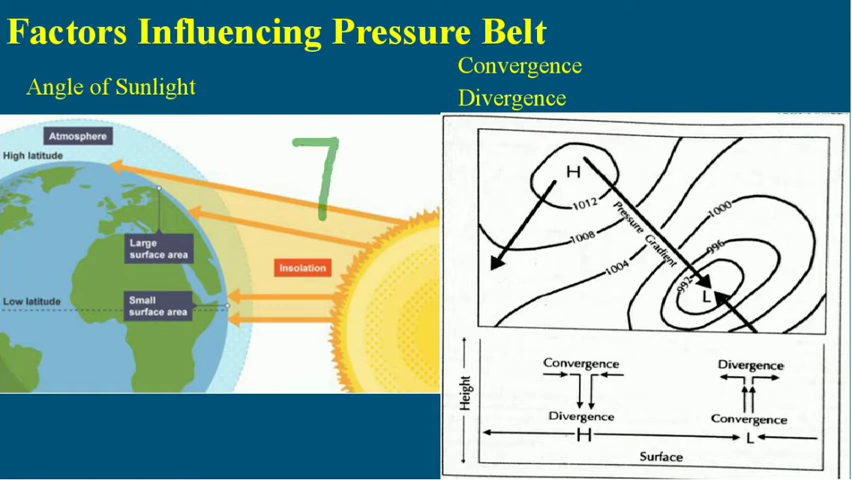 Factors Influencing Pressure Belt
Angle of Sunlight
Convergence
Divergence
Atmosphere
High latitude
Large
surface area
Insolation
Low latitude
Small
surface area
7
H
1012
1008
1004
Pressure Gradient
1000
996
992
L
Height
Convergence
Divergence
H
Divergence
Convergence
L
Surface